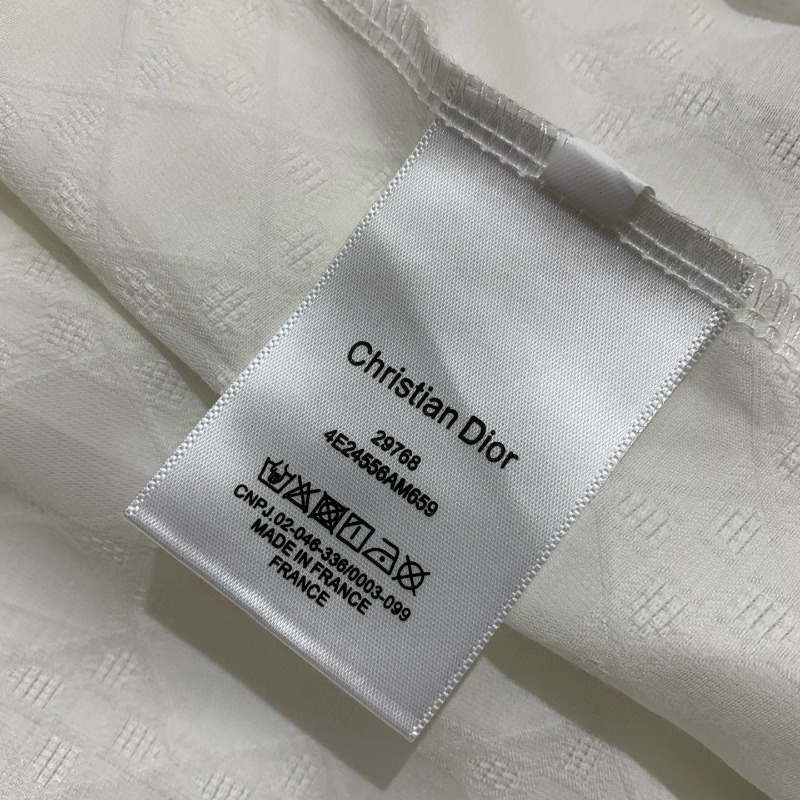 Christian Dior
29768
4E24556AM659
CNPJ.02-046-336/0003-099
MADE IN FRANCE
FRANCE